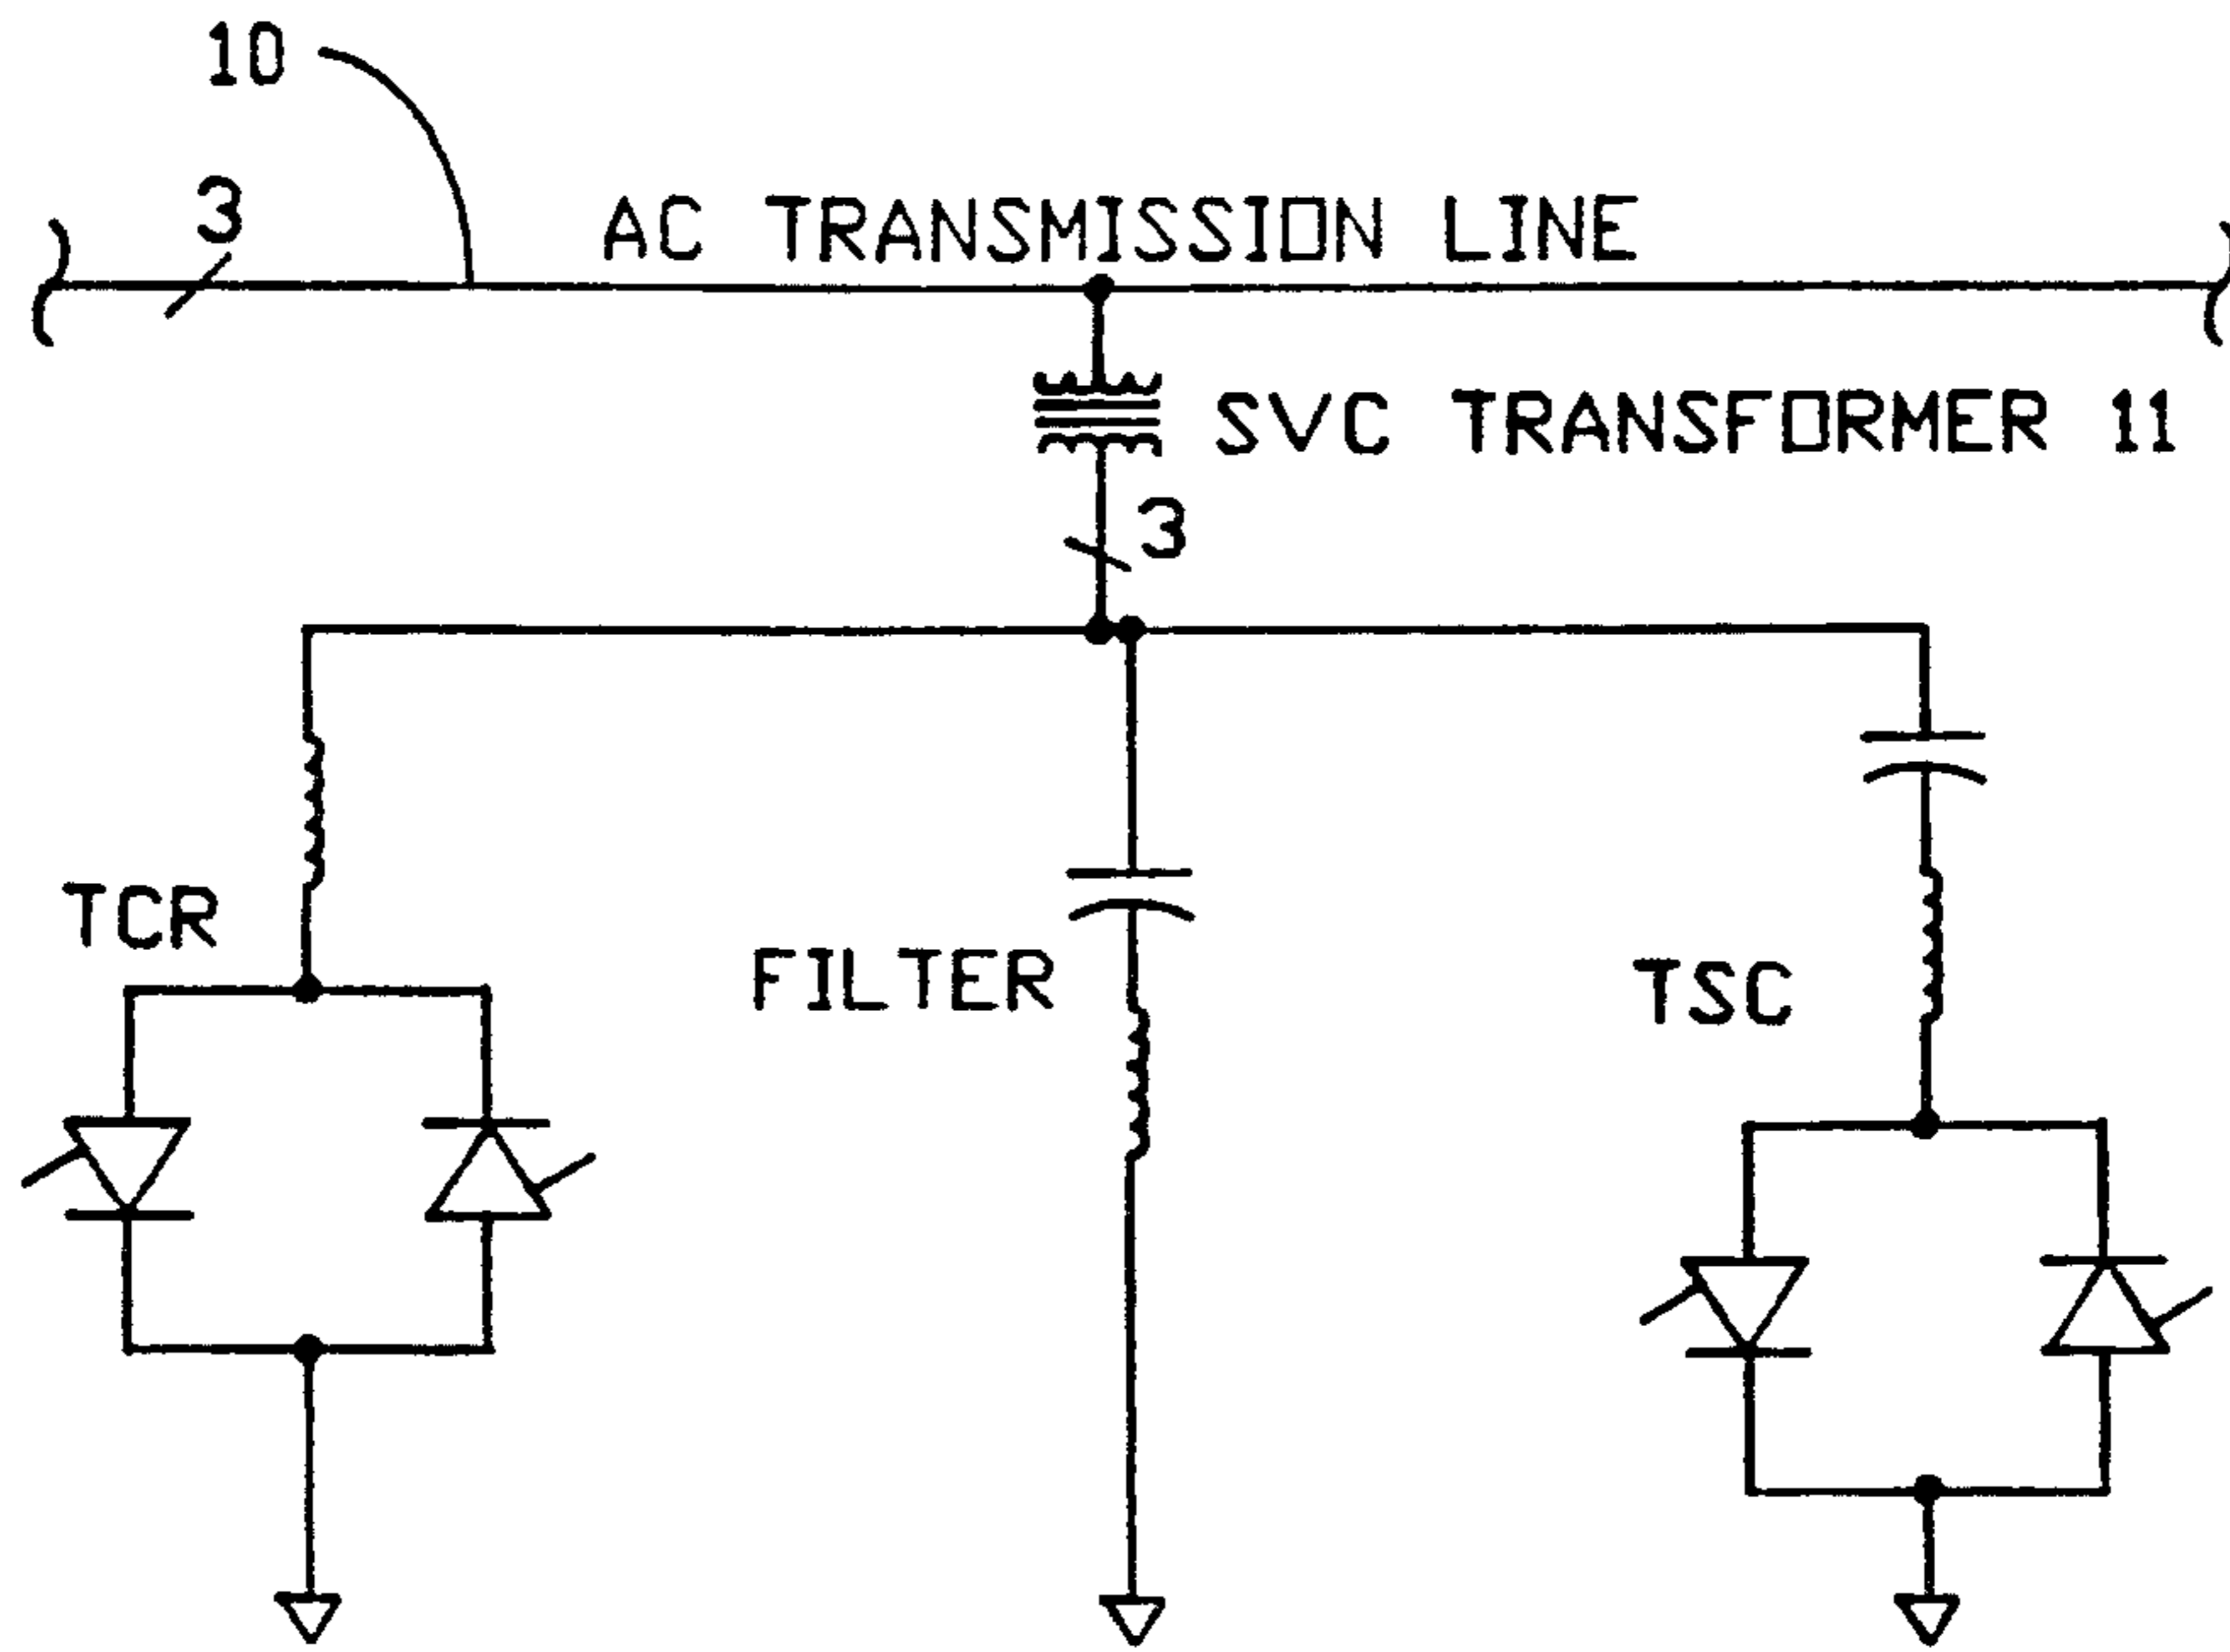 10
3
AC TRANSMISSION LINE
SVC TRANSFORMER 11
3
TCR
FILTER
TSC